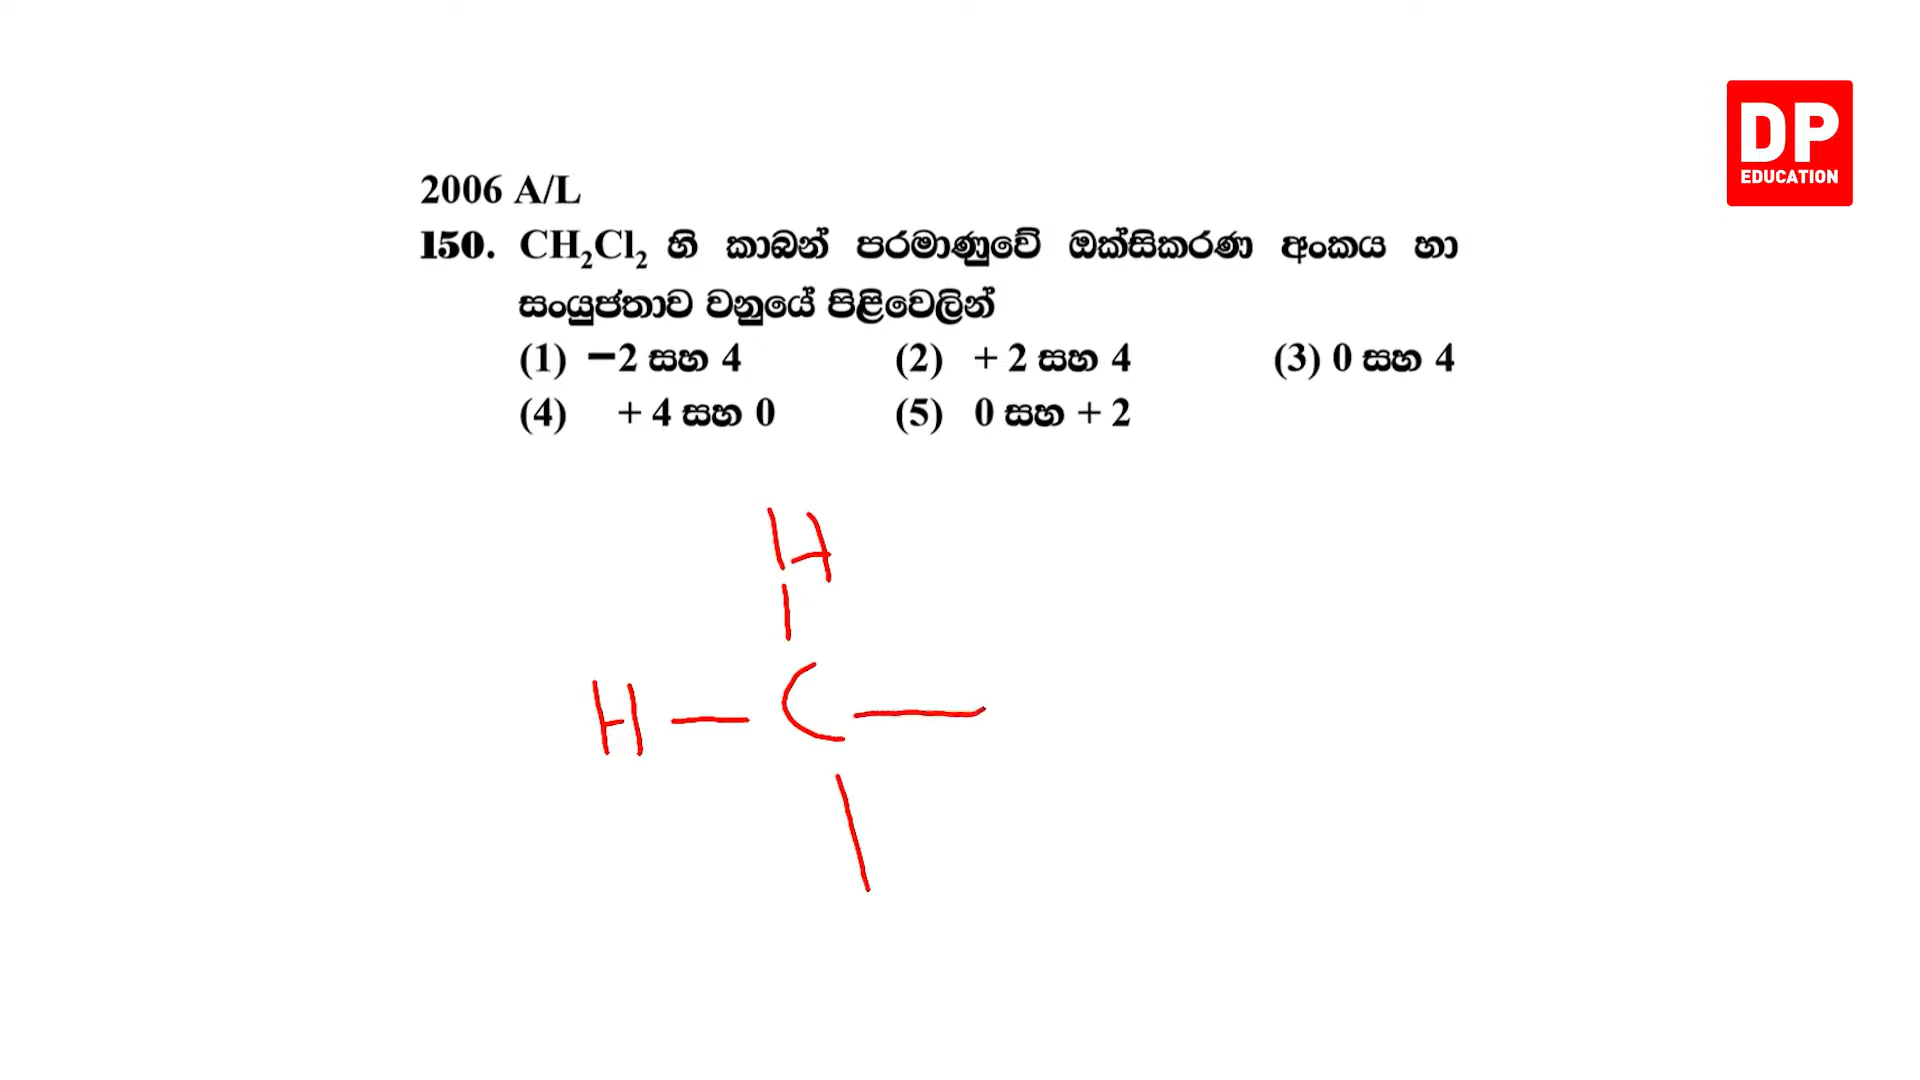 DP
EDUCATION
2006 A/L
150. CH₂Cl₂ හි කාබන් පරමාණුවේ ඔක්සිකරණ අංකය හා
සංයුජතාව වනුයේ පිළිවෙලින්
(1) −2 සහ 4 (2) + 2 සහ 4 (3) 0 සහ 4
(4) + 4 සහ 0 (5) 0 සහ + 2
H
H — C —